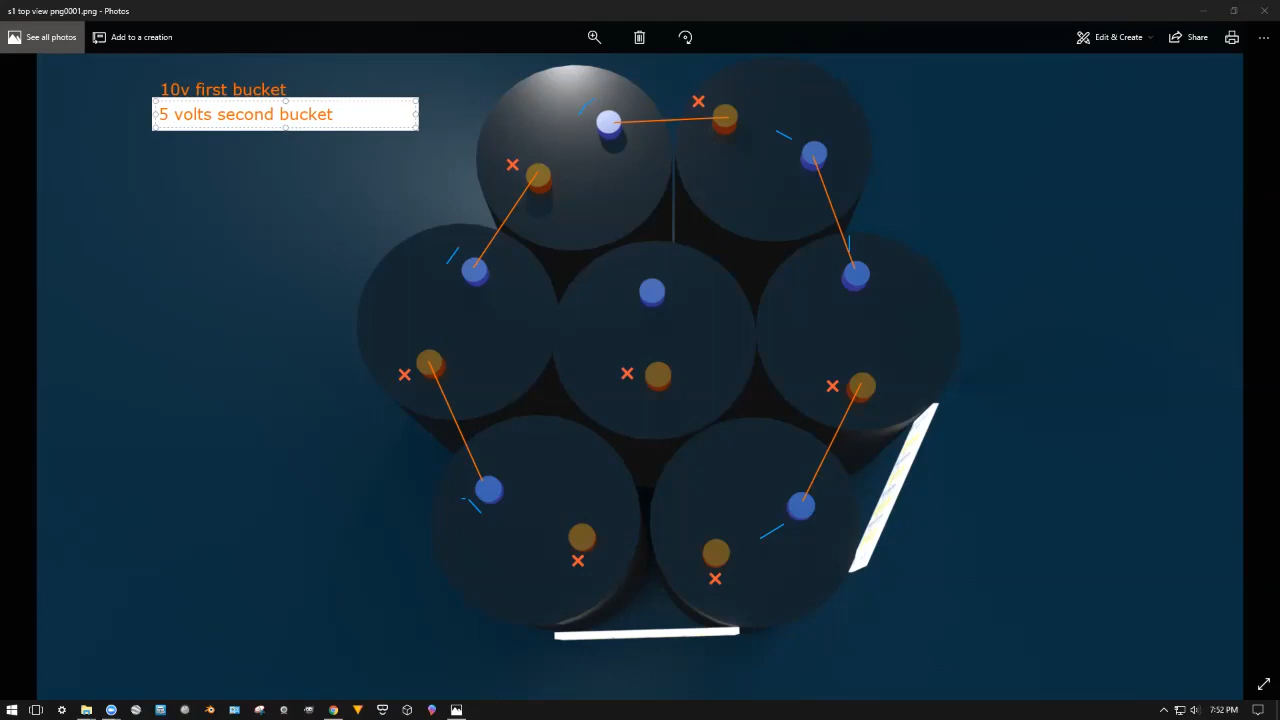 s1 top view png0001.png - Photos
See all photos
Add to a creation
Edit & Create
Share
10v first bucket
5 volts second bucket
7:52 PM